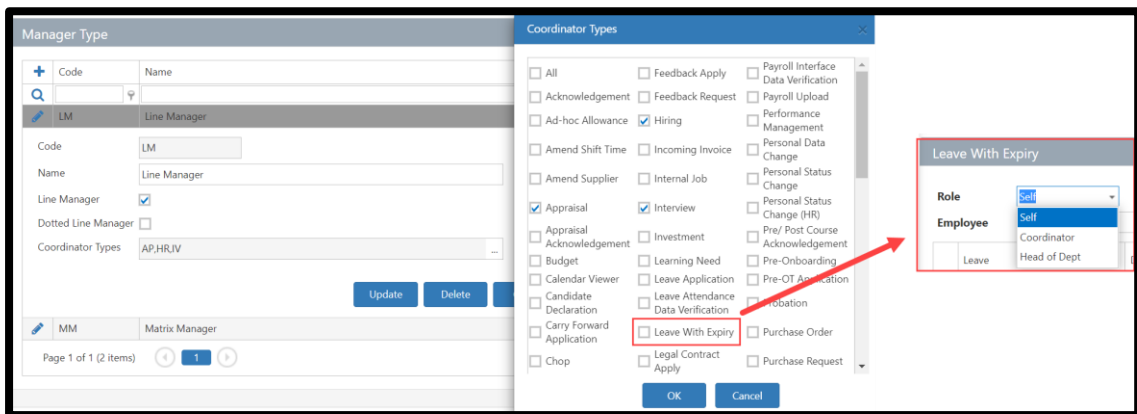 Manager Type
Code Name
LM Line Manager
Code LM
Name Line Manager
Line Manager
Dotted Line Manager
Coordinator Types AP,HR,IV ...
Update Delete
MM Matrix Manager
Page 1 of 1 (2 items) 1
Coordinator Types
All Feedback Apply Payroll Interface Data Verification
Acknowledgement Feedback Request Payroll Upload
Ad-hoc Allowance Hiring Performance Management
Amend Shift Time Incoming Invoice Personal Data Change
Amend Supplier Internal Job Personal Status Change
Appraisal Interview Personal Status Change (HR)
Appraisal Acknowledgement Investment Pre/ Post Course Acknowledgement
Budget Learning Need Pre-Onboarding
Calendar Viewer Leave Application Pre-OT Application
Candidate Declaration Leave Attendance Data Verification Probation
Carry Forward Application Leave With Expiry Purchase Order
Chop Legal Contract Apply Purchase Request
OK Cancel
Leave With Expiry
Role Self
Self
Employee
Coordinator
Leave Head of Dept